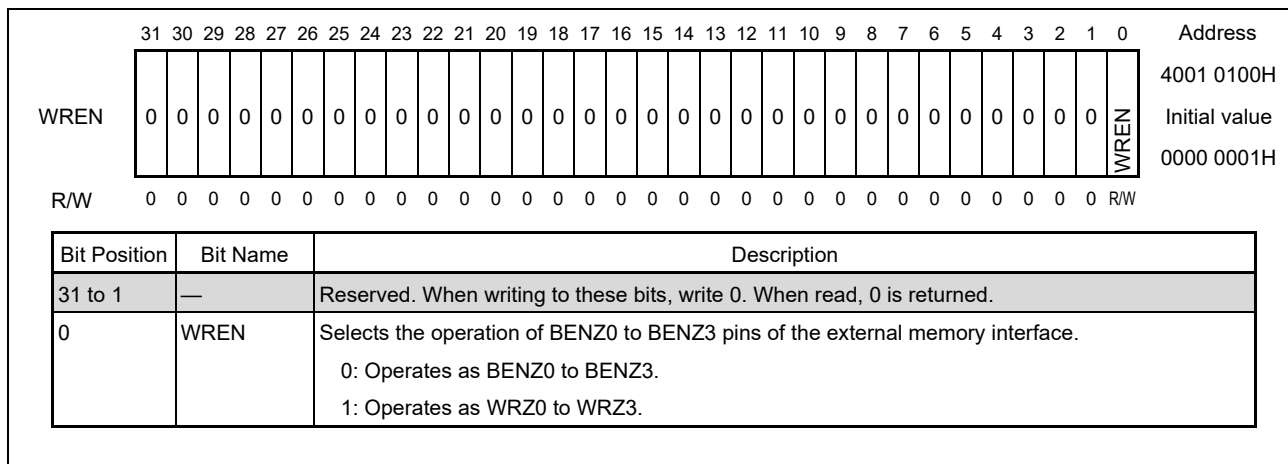 31 30 29 28 27 26 25 24 23 22 21 20 19 18 17 16 15 14 13 12 11 10 9 8 7 6 5 4 3 2 1 0 Address
4001 0100H
WREN 0 0 0 0 0 0 0 0 0 0 0 0 0 0 0 0 0 0 0 0 0 0 0 0 0 0 0 0 0 0 0 WREN Initial value
0000 0001H
R/W 0 0 0 0 0 0 0 0 0 0 0 0 0 0 0 0 0 0 0 0 0 0 0 0 0 0 0 0 0 0 0 R/W
Bit Position Bit Name Description
31 to 1 — Reserved. When writing to these bits, write 0. When read, 0 is returned.
0 WREN Selects the operation of BENZ0 to BENZ3 pins of the external memory interface.
0: Operates as BENZ0 to BENZ3.
1: Operates as WRZ0 to WRZ3.